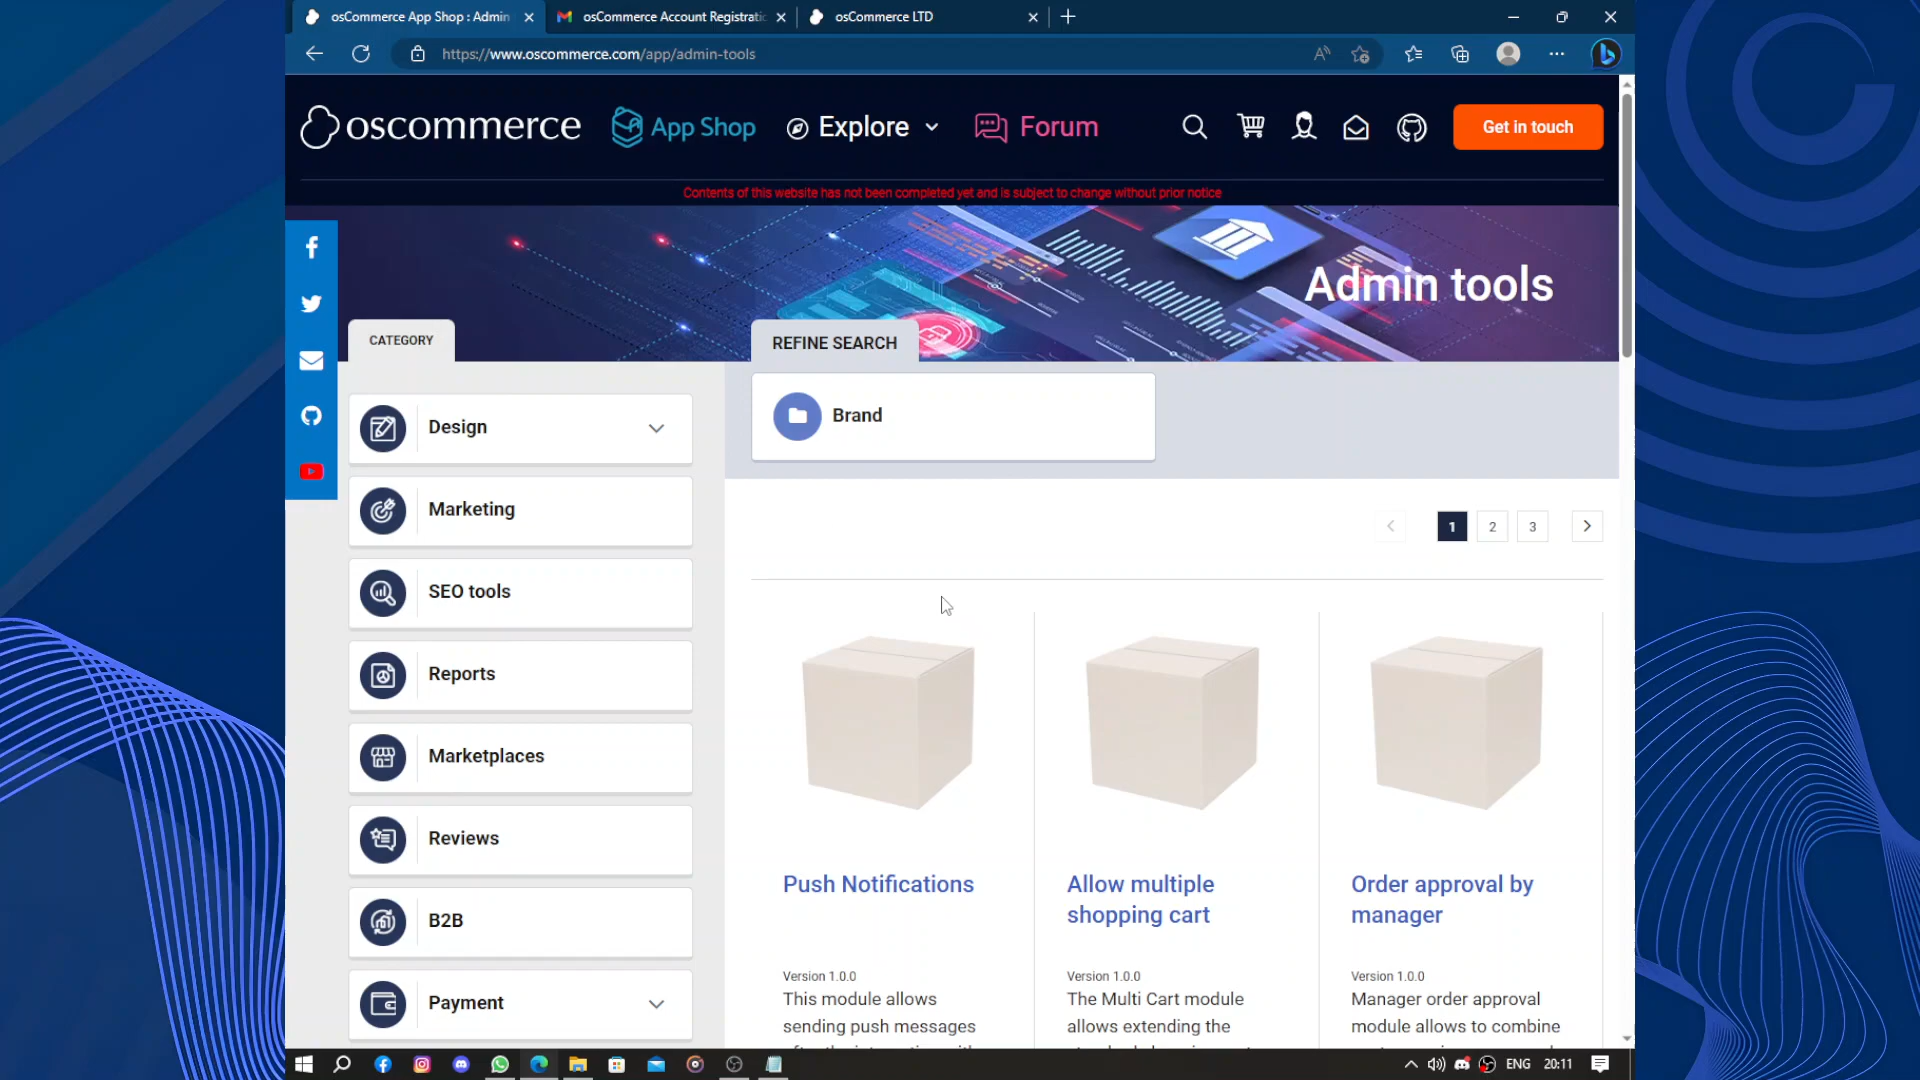 osCommerce App Shop : Admin
osCommerce Account Registratic
osCommerce LTD
https://www.oscommerce.com/app/admin-tools
oscommerce
App Shop
Explore
Forum
Get in touch
Contents of this website has not been completed yet and is subject to change without prior notice
Admin tools
CATEGORY
REFINE SEARCH
Brand
Design
Marketing
SEO tools
Reports
Marketplaces
Reviews
B2B
Payment
1
2
3
Push Notifications
Allow multiple
shopping cart
Order approval by
manager
Version 1.0.0
This module allows
sending push messages
Version 1.0.0
The Multi Cart module
allows extending the
Version 1.0.0
Manager order approval
module allows to combine
ENG
20:11